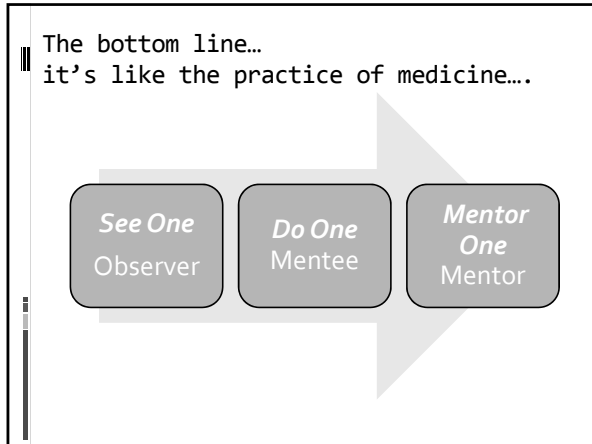 The bottom line…
it’s like the practice of medicine….
See One
Observer
Do One
Mentee
Mentor
One
Mentor